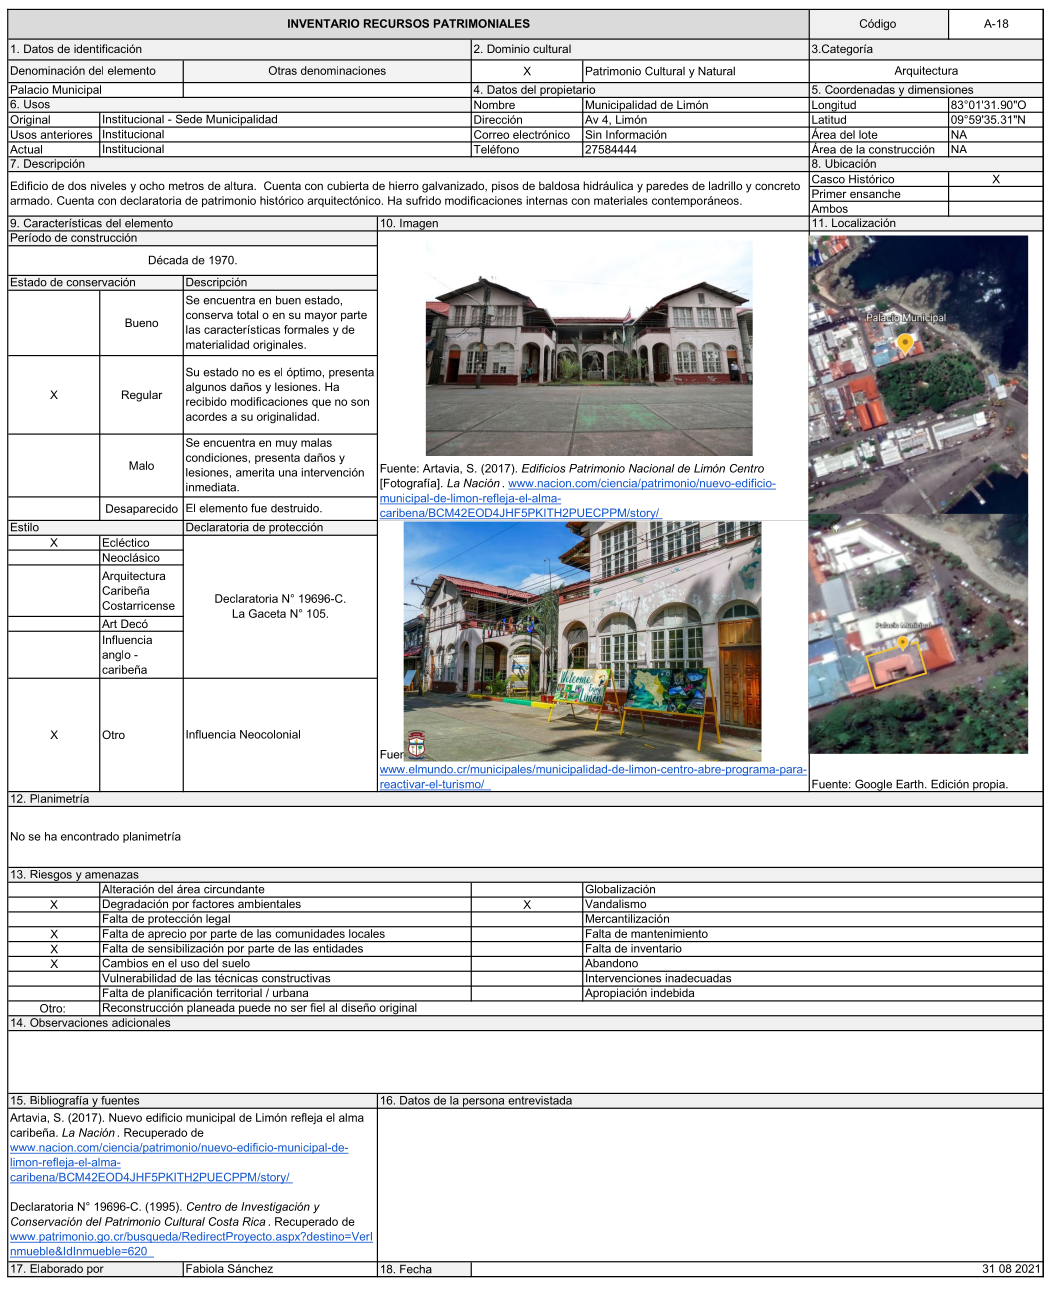 INVENTARIO RECURSOS PATRIMONIALES
Código
A-18
1. Datos de identificación
2. Dominio cultural
3.Categoría
Denominación del elemento
Otras denominaciones
X
Patrimonio Cultural y Natural
Arquitectura
Palacio Municipal
4. Datos del propietario
5. Coordenadas y dimensiones
6. Usos
Nombre
Municipalidad de Limón
Longitud
83°01'31.90"O
Original
Institucional - Sede Municipalidad
Dirección
Av 4, Limón
Latitud
09°59'35.31"N
Usos anteriores
Institucional
Correo electrónico
Sin Información
Área del lote
NA
Actual
Institucional
Teléfono
27584444
Área de la construcción
NA
7. Descripción
8. Ubicación
Edificio de dos niveles y ocho metros de altura. Cuenta con cubierta de hierro galvanizado, pisos de baldosa hidráulica y paredes de ladrillo y concreto
armado. Cuenta con declaratoria de patrimonio histórico arquitectónico. Ha sufrido modificaciones internas con materiales contemporáneos.
Casco Histórico
X
Primer ensanche
Ambos
9. Características del elemento
10. Imagen
11. Localización
Período de construcción
Década de 1970.
Estado de conservación
Descripción
Bueno
Se encuentra en buen estado,
conserva total o en su mayor parte
las características formales y de
materialidad originales.
X
Regular
Su estado no es el óptimo, presenta
algunos daños y lesiones. Ha
recibido modificaciones que no son
acordes a su originalidad.
Malo
Se encuentra en muy malas
condiciones, presenta daños y
lesiones, amerita una intervención
inmediata.
Desaparecido
El elemento fue destruido.
Estilo
Declaratoria de protección
X
Ecléctico
Neoclásico
Arquitectura
Caribeña
Costarricense
Art Decó
Influencia
anglo -
caribeña
Declaratoria N° 19696-C.
La Gaceta N° 105.
X
Otro
Influencia Neocolonial
Fuente: Artavia, S. (2017). Edificios Patrimonio Nacional de Limón Centro
[Fotografía]. La Nación . www.nacion.com/ciencia/patrimonio/nuevo-edificio-
municipal-de-limon-refleja-el-alma-
caribena/BCM42EOD4JHF5PKITH2PUECPPM/story/
Welcome
Limón
Fuer
www.elmundo.cr/municipales/municipalidad-de-limon-centro-abre-programa-para-
reactivar-el-turismo/
Palacio Municipal
Palacio Municipal
Fuente: Google Earth. Edición propia.
12. Planimetría
No se ha encontrado planimetría
13. Riesgos y amenazas
Alteración del área circundante
Globalización
X
Degradación por factores ambientales
X
Vandalismo
Falta de protección legal
Mercantilización
X
Falta de aprecio por parte de las comunidades locales
Falta de mantenimiento
X
Falta de sensibilización por parte de las entidades
Falta de inventario
X
Cambios en el uso del suelo
Abandono
Vulnerabilidad de las técnicas constructivas
Intervenciones inadecuadas
Falta de planificación territorial / urbana
Apropiación indebida
Otro:
Reconstrucción planeada puede no ser fiel al diseño original
14. Observaciones adicionales
15. Bibliografía y fuentes
16. Datos de la persona entrevistada
Artavia, S. (2017). Nuevo edificio municipal de Limón refleja el alma
caribeña. La Nación . Recuperado de
www.nacion.com/ciencia/patrimonio/nuevo-edificio-municipal-de-
limon-refleja-el-alma-
caribena/BCM42EOD4JHF5PKITH2PUECPPM/story/
Declaratoria N° 19696-C. (1995). Centro de Investigación y
Conservación del Patrimonio Cultural Costa Rica . Recuperado de
www.patrimonio.go.cr/busqueda/RedirectProyecto.aspx?destino=VerI
nmueble&IdInmueble=620
17. Elaborado por
Fabiola Sánchez
18. Fecha
31 08 2021